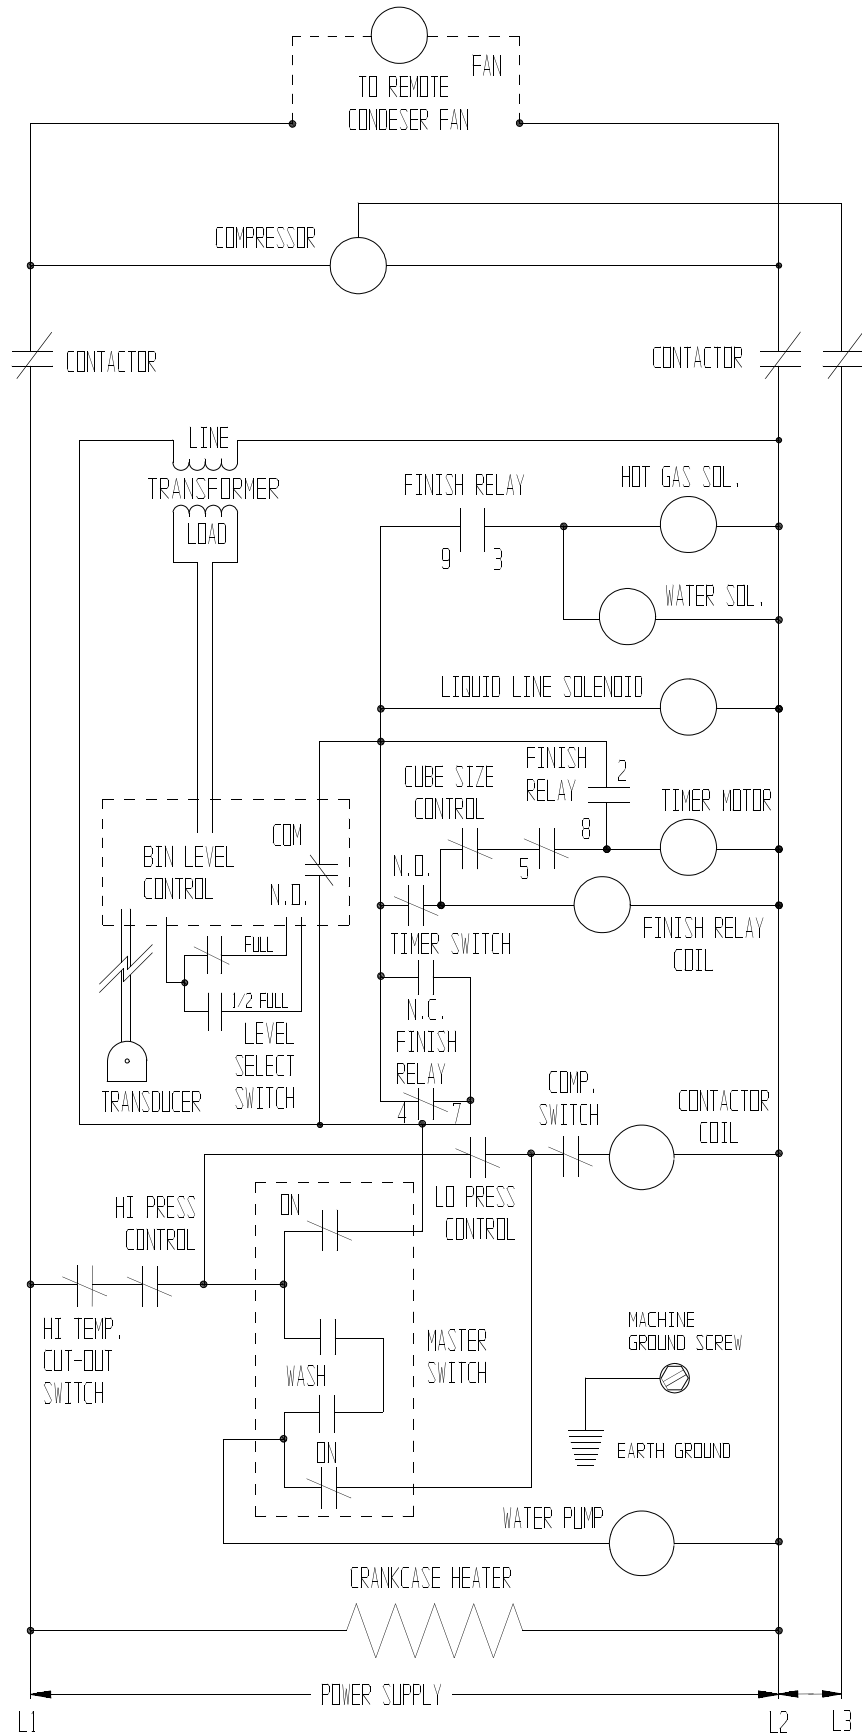 FAN
TO REMOTE
CONDESER FAN
COMPRESSOR
CONTACTOR
CONTACTOR
LINE
TRANSFORMER
LOAD
FINISH RELAY
9 3
HOT GAS SOL.
WATER SOL.
LIQUID LINE SOLENOID
FINISH
RELAY
2
8
CUBE SIZE
CONTROL
TIMER MOTOR
5
N.O.
TIMER SWITCH
FINISH RELAY
COIL
COM
BIN LEVEL
CONTROL
N.O.
FULL
1/2 FULL
LEVEL
SELECT
SWITCH
TRANSDUCER
N.C.
FINISH
RELAY
4 7
COMP.
SWITCH
CONTACTOR
COIL
LO PRESS
CONTROL
HI PRESS
CONTROL
ON
HI TEMP.
CUT-OUT
SWITCH
WASH
MASTER
SWITCH
ON
MACHINE
GROUND SCREW
EARTH GROUND
WATER PUMP
CRANKCASE HEATER
POWER SUPPLY
L1 L2 L3